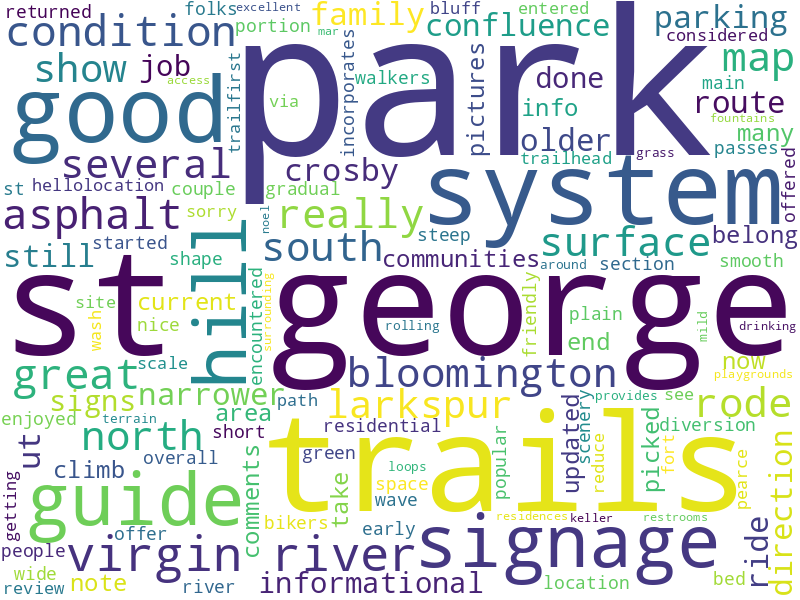 returned
folks
excellent
family
bluff
entered
parking
condition
portion
mar
confluence
considered
show
job
park
walkers
done
map
access
trailfirst
incorporates
pictures
main
good
via
info
route
fountains
older
many
several
crosby
trailhead
grass
passes
offered
st
hellolocation
couple
gradual
system
asphalt
sorry
noel
really
steep
surface
belong
still
started
hill
south
communities
section
smooth
shape
around
st
george
site
current
encountered
surrounding
friendly
plain
wash
nice
rolling
mild
drinking
scale
end
now
great
bloomington
playgrounds
signs
narrower
path
larkspur
provides
see
rode
enjoyed
terrain
area
short
residential
trails
scenery
diversion
ut
north
comments
green
popular
updated
reduce
picked
fort
direction
climb
overall
loops
getting
guide
take
space
wave
pearce
people
virgin river
bikers
early
signage
residences
keller
restrooms
ride
wide
offer
note
informational
location
bed
review
river